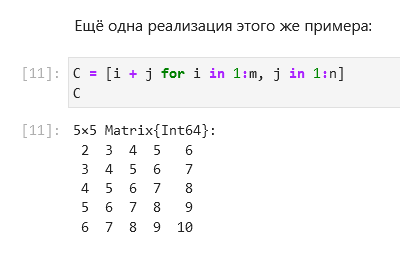 Ещё одна реализация этого же примера:
[11]: C = [i + j for i in 1:m, j in 1:n]
C
[11]: 5×5 Matrix{Int64}:
2 3 4 5 6
3 4 5 6 7
4 5 6 7 8
5 6 7 8 9
6 7 8 9 10